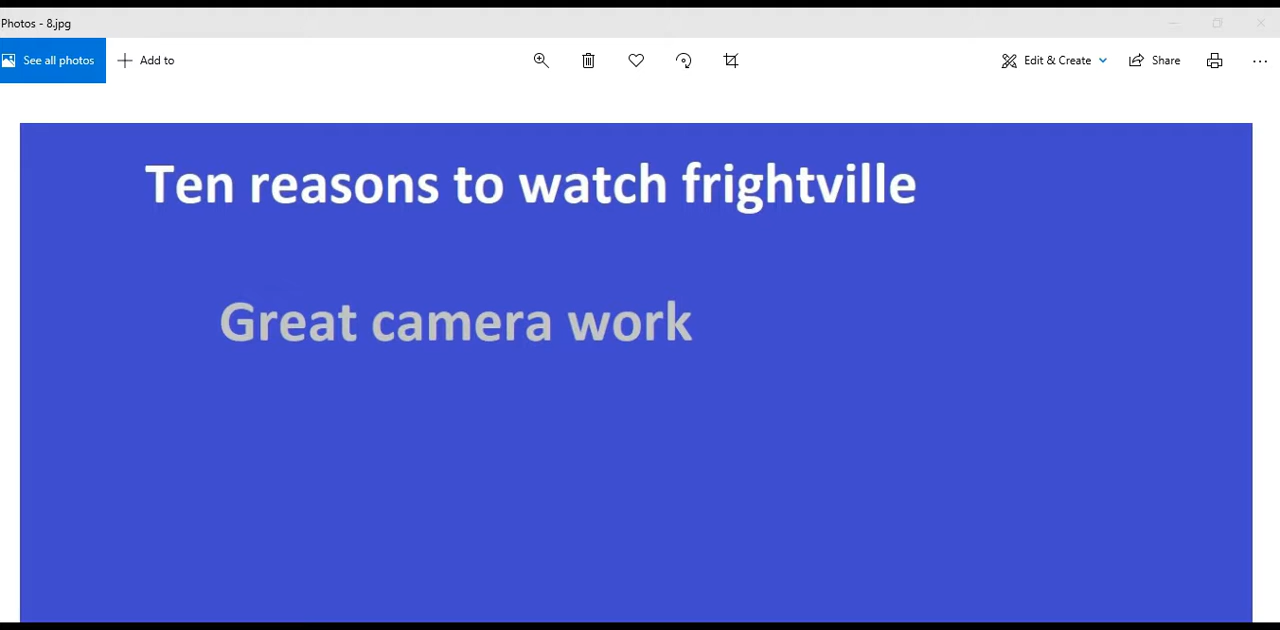 Photos - 8.jpg
See all photos
Add to
Edit & Create
Share
Ten reasons to watch frightville
Great camera work